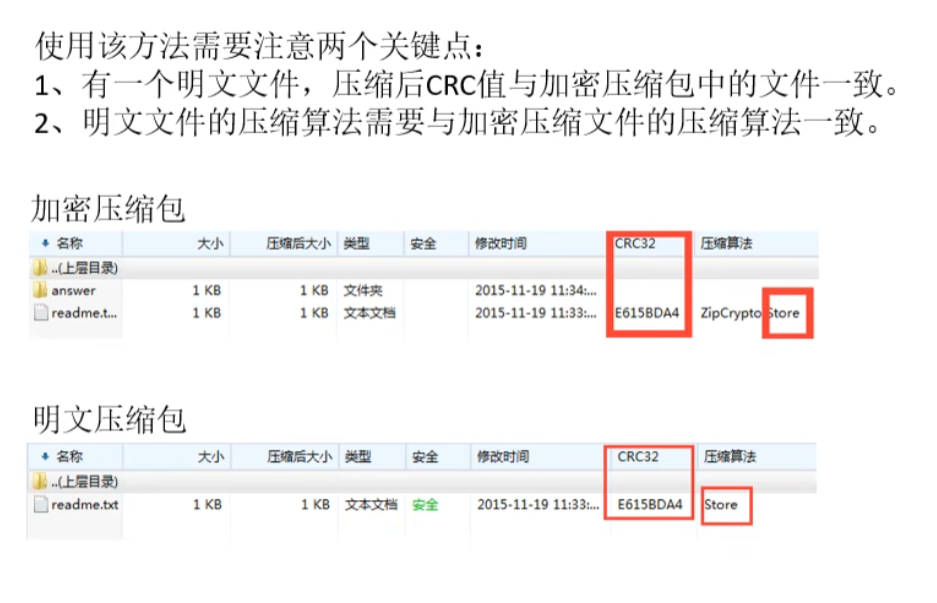 使用该方法需要注意两个关键点：
1、有一个明文文件，压缩后CRC值与加密压缩包中的文件一致。
2、明文文件的压缩算法需要与加密压缩文件的压缩算法一致。
加密压缩包
名称 大小 压缩后大小 类型 安全 修改时间 CRC32 压缩算法
..(上层目录)
answer 1 KB 1 KB 文件夹 2015-11-19 11:34:...
readme.t... 1 KB 1 KB 文本文档 2015-11-19 11:33:... E615BDA4 ZipCrypto Store
明文压缩包
名称 大小 压缩后大小 类型 安全 修改时间 CRC32 压缩算法
..(上层目录)
readme.txt 1 KB 1 KB 文本文档 安全 2015-11-19 11:33:... E615BDA4 Store